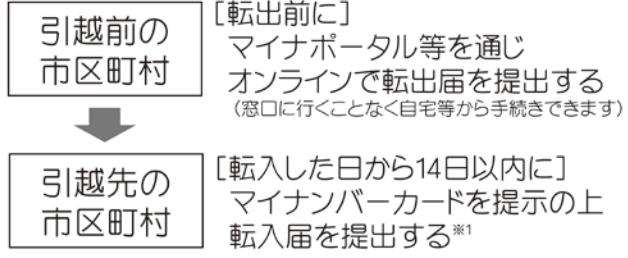 引越前の
市区町村
[転出前に]
マイナポータル等を通じ
オンラインで転出届を提出する
(窓口に行くことなく自宅等から手続きできます)
引越先の
市区町村
[転入した日から14日以内に]
マイナンバーカードを提示の上
転入届を提出する※1